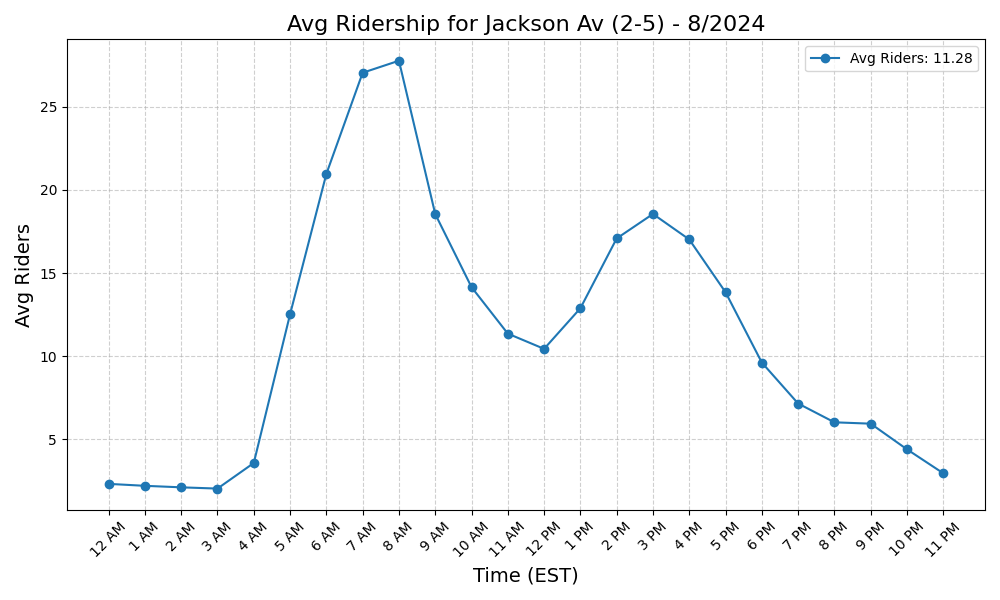 Avg Ridership for Jackson Av (2-5) - 8/2024
Avg Riders: 11.28
Avg Riders
25
20
15
10
5
12 AM
1 AM
2 AM
3 AM
4 AM
5 AM
6 AM
7 AM
8 AM
9 AM
10 AM
11 AM
12 PM
1 PM
2 PM
3 PM
4 PM
5 PM
6 PM
7 PM
8 PM
9 PM
10 PM
11 PM
Time (EST)